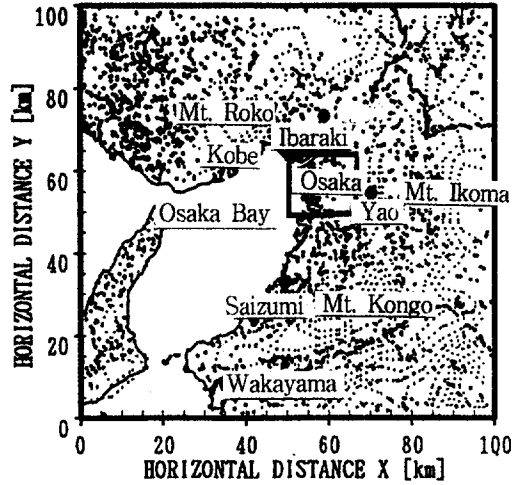 100
80
60
40
20
0
HORIZONTAL DISTANCE Y [km]
Mt. Roko
Ibaraki
Kobe
Osaka
Mt. Ikoma
Osaka Bay
Yao
Saizumi
Mt. Kongo
Wakayama
0 20 40 60 80 100
HORIZONTAL DISTANCE X [km]